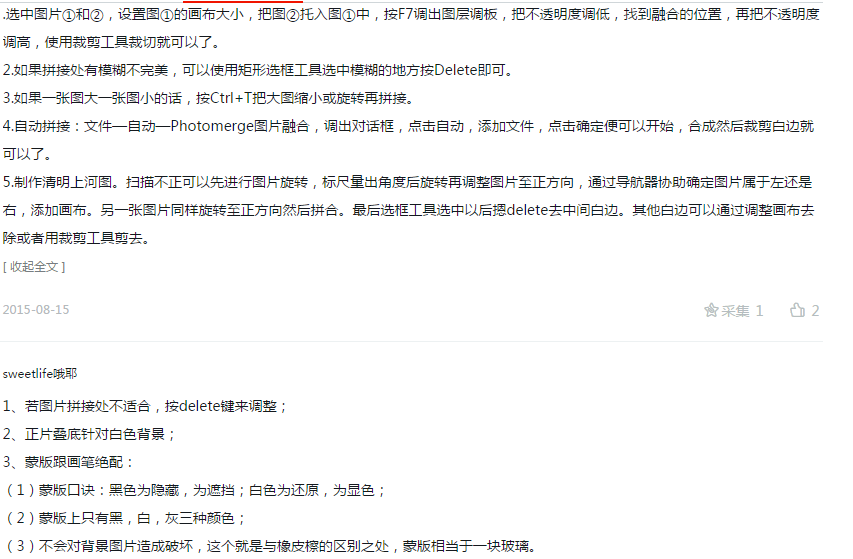 .选中图片①和②，设置图①的画布大小，把图②托入图①中，按F7调出图层调板，把不透明度调低，找到融合的位置，再把不透明度
调高，使用裁剪工具裁切就可以了。
2.如果拼接处有模糊不完美，可以使用矩形选框工具选中模糊的地方按Delete即可。
3.如果一张图大一张图小的话，按Ctrl+T把大图缩小或旋转再拼接。
4.自动拼接：文件—自动—Photomerge图片融合，调出对话框，点击自动，添加文件，点击确定便可以开始，合成然后裁剪白边就
可以了。
5.制作清明上河图。扫描不正可以先进行图片旋转，标尺量出角度后旋转再调整图片至正方向，通过导航器协助确定图片属于左还是
右，添加画布。另一张图片同样旋转至正方向然后拼合。最后选框工具选中以后摁delete去中间白边。其他白边可以通过调整画布去
除或者用裁剪工具剪去。
[ 收起全文 ]
2015-08-15 采集 1 2
sweetlife哦耶
1、若图片拼接处不适合，按delete键来调整；
2、正片叠底针对白色背景；
3、蒙版跟画笔绝配：
（1）蒙版口诀：黑色为隐藏，为遮挡；白色为还原，为显色；
（2）蒙版上只有黑，白，灰三种颜色；
（3）不会对背景图片造成破坏，这个就是与橡皮檫的区别之处，蒙版相当于一块玻璃。